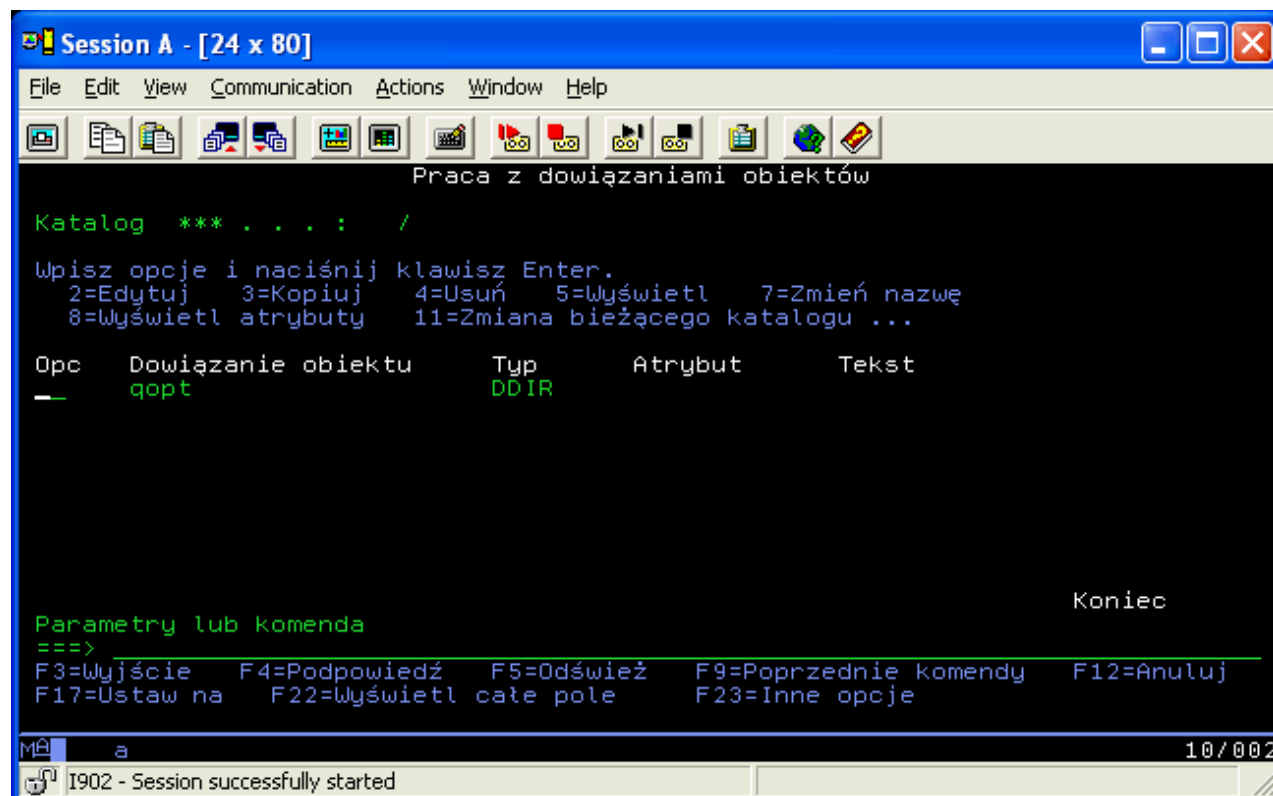 Session A - [24 x 80]
File Edit View Communication Actions Window Help
Praca z dowiązaniami obiektów
Katalog *** . . . : /
Wpisz opcje i naciśnij klawisz Enter.
2=Edytuj 3=Kopiuj 4=Usuń 5=Wyświetl 7=Zmień nazwę
8=Wyświetl atrybuty 11=Zmiana bieżącego katalogu ...
Opc Dowiązanie obiektu Typ Atrybut Tekst
qopt DDIR
Koniec
Parametry lub komenda
===>
F3=Wyjście F4=Podpowiedź F5=Odśwież F9=Poprzednie komendy F12=Anuluj
F17=Ustaw na F22=Wyświetl całe pole F23=Inne opcje
MA a 10/002
I902 - Session successfully started